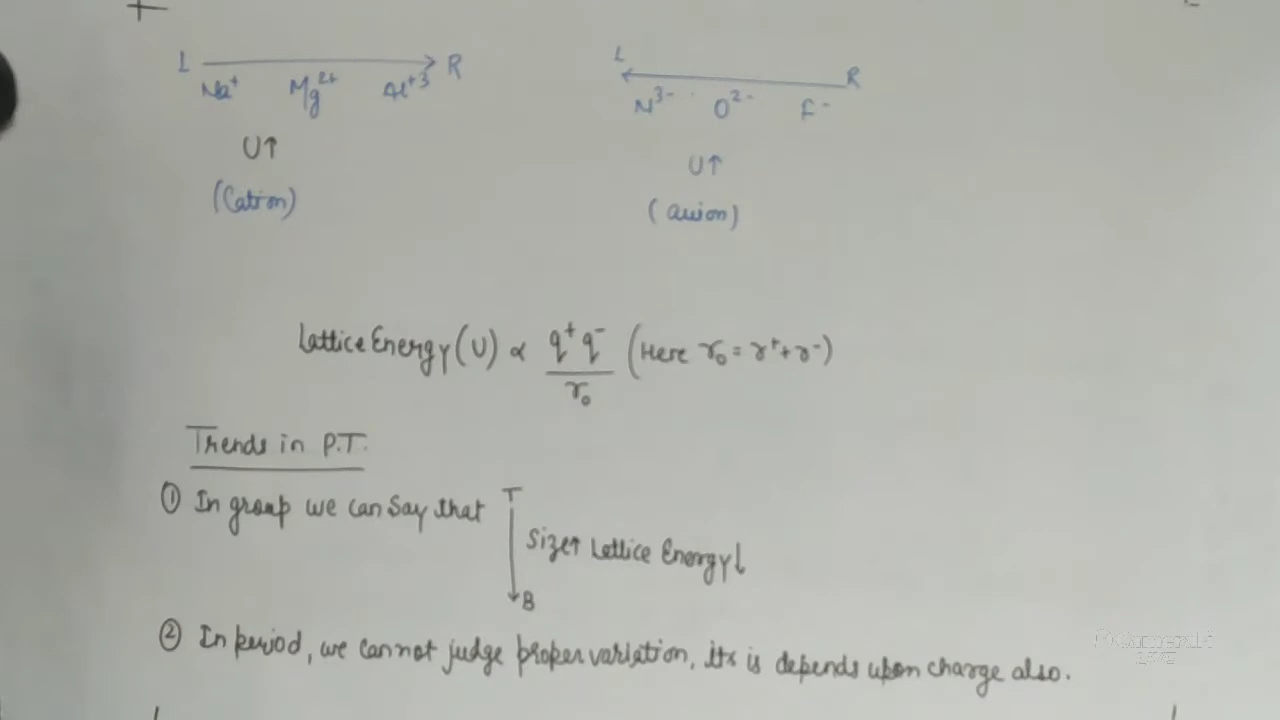 L → R
Na⁺ Mg²⁺ Al⁺³
U↑
(Cation)
L ← R
N³⁻ O²⁻ F⁻
U↑
(anion)
Lattice Energy (U) ∝ q⁺q⁻/r₀ (Here r₀ = r⁺+r⁻)
Trends in P.T.
① In group we can say that
T
Size↑ Lattice Energy↓
B
② In period, we cannot judge proper variation, its is depends upon charge also.